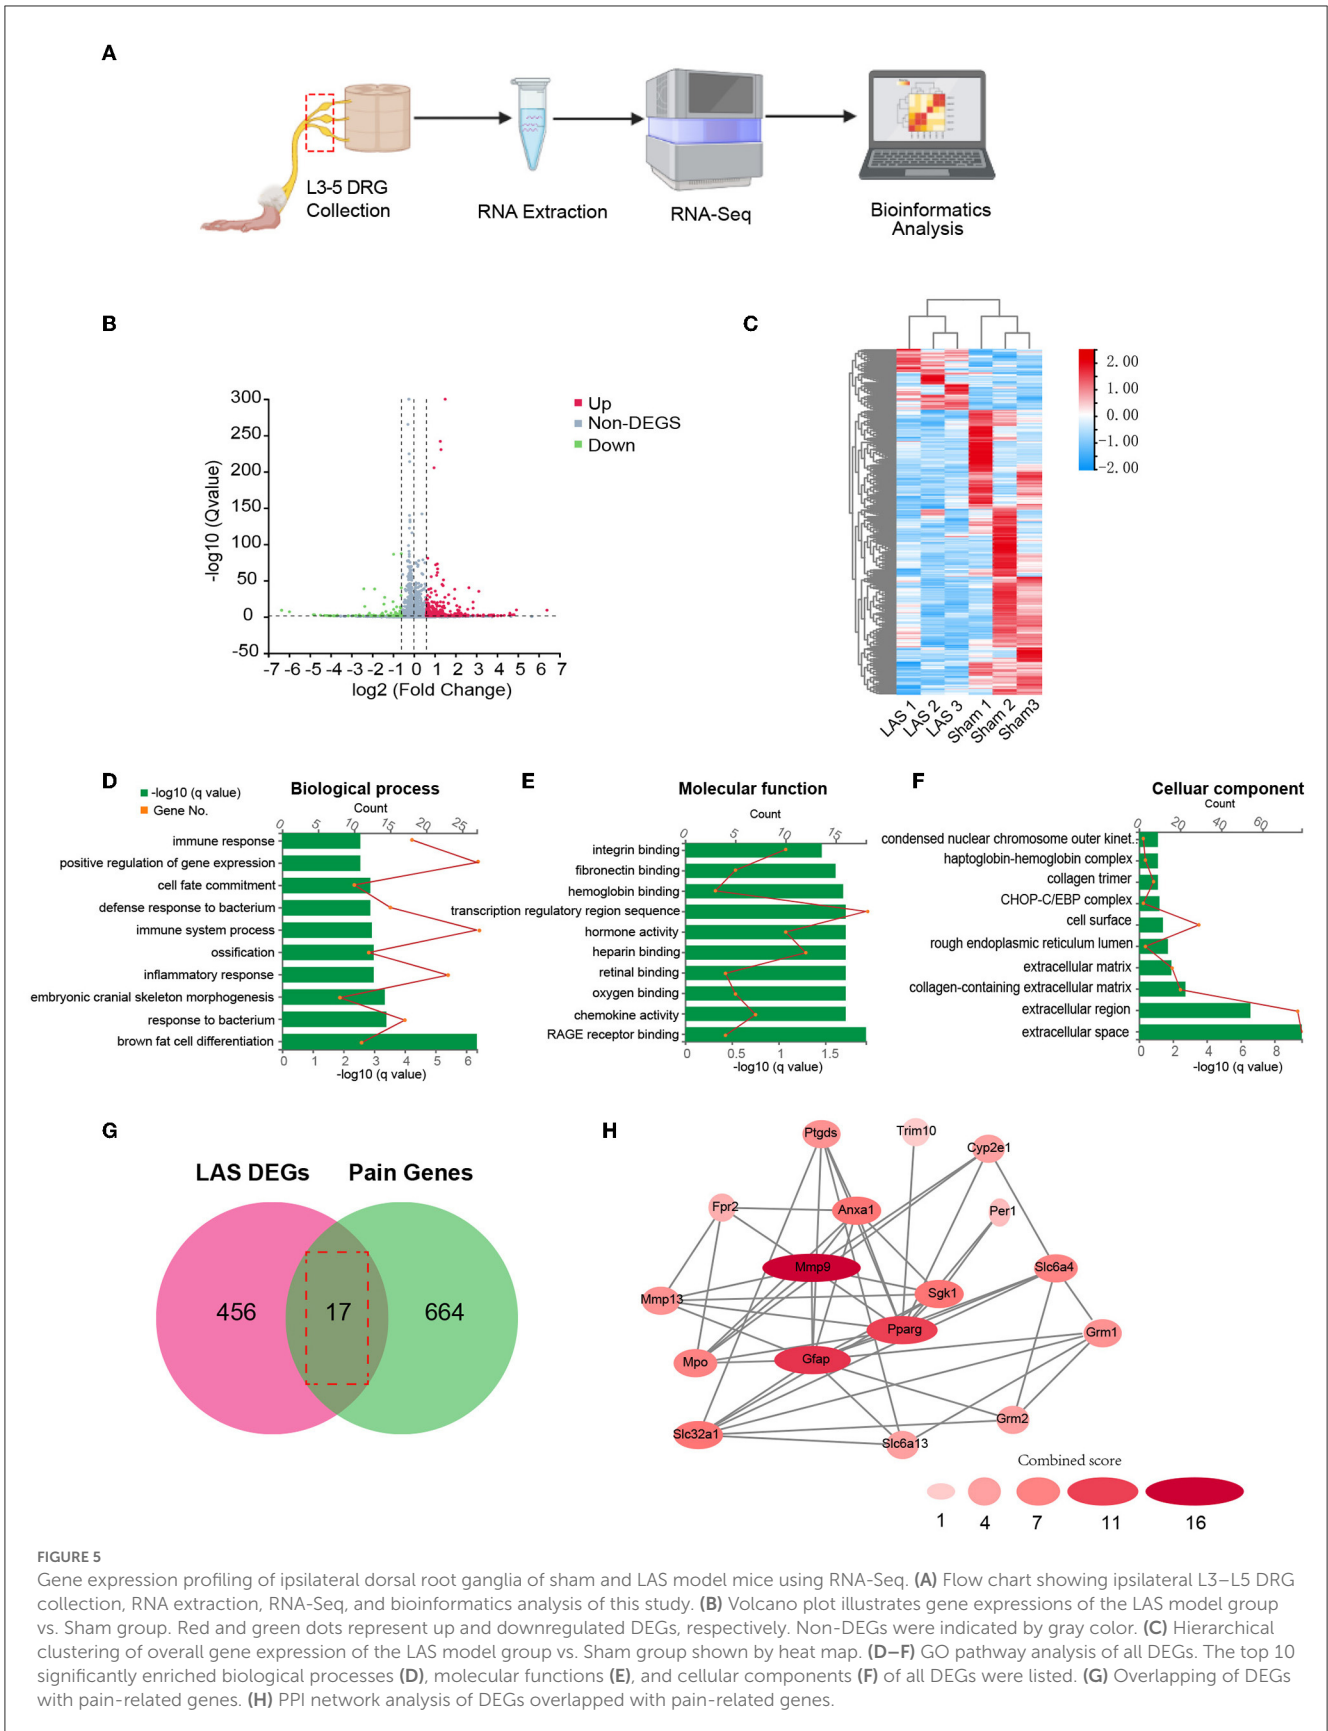 A
L3-5 DRG
Collection
RNA Extraction
RNA-Seq
Bioinformatics
Analysis
B
300
250
200
150
100
50
0
-50
-log10 (Qvalue)
-7 -6 -5 -4 -3 -2 -1 0 1 2 3 4 5 6 7
log2 (Fold Change)
Up
Non-DEGS
Down
C
2.00
1.00
0.00
-1.00
-2.00
LAS 1
LAS 2
LAS 3
Sham 1
Sham 2
Sham3
D
-log10 (q value)
Gene No.
Biological process
Count
0 5 10 15 20 25
immune response
positive regulation of gene expression
cell fate commitment
defense response to bacterium
immune system process
ossification
inflammatory response
embryonic cranial skeleton morphogenesis
response to bacterium
brown fat cell differentiation
0 1 2 3 4 5 6
-log10 (q value)
E
Molecular function
Count
0 5 10 15
integrin binding
fibronectin binding
hemoglobin binding
transcription regulatory region sequence
hormone activity
heparin binding
retinal binding
oxygen binding
chemokine activity
RAGE receptor binding
0 0.5 1 1.5
-log10 (q value)
F
Celluar component
Count
0 20 40 60
condensed nuclear chromosome outer kinet..
haptoglobin-hemoglobin complex
collagen trimer
CHOP-C/EBP complex
cell surface
rough endoplasmic reticulum lumen
extracellular matrix
collagen-containing extracellular matrix
extracellular region
extracellular space
0 2 4 6 8
-log10 (q value)
G
LAS DEGs
Pain Genes
456
17
664
H
Ptgds
Trim10
Cyp2e1
Fpr2
Anxa1
Per1
Mmp9
Slc6a4
Mmp13
Sgk1
Pparg
Grm1
Mpo
Gfap
Slc32a1
Grm2
Slc6a13
Combined score
1 4 7 11 16
FIGURE 5
Gene expression profiling of ipsilateral dorsal root ganglia of sham and LAS model mice using RNA-Seq. (A) Flow chart showing ipsilateral L3–L5 DRG
collection, RNA extraction, RNA-Seq, and bioinformatics analysis of this study. (B) Volcano plot illustrates gene expressions of the LAS model group
vs. Sham group. Red and green dots represent up and downregulated DEGs, respectively. Non-DEGs were indicated by gray color. (C) Hierarchical
clustering of overall gene expression of the LAS model group vs. Sham group shown by heat map. (D–F) GO pathway analysis of all DEGs. The top 10
significantly enriched biological processes (D), molecular functions (E), and cellular components (F) of all DEGs were listed. (G) Overlapping of DEGs
with pain-related genes. (H) PPI network analysis of DEGs overlapped with pain-related genes.